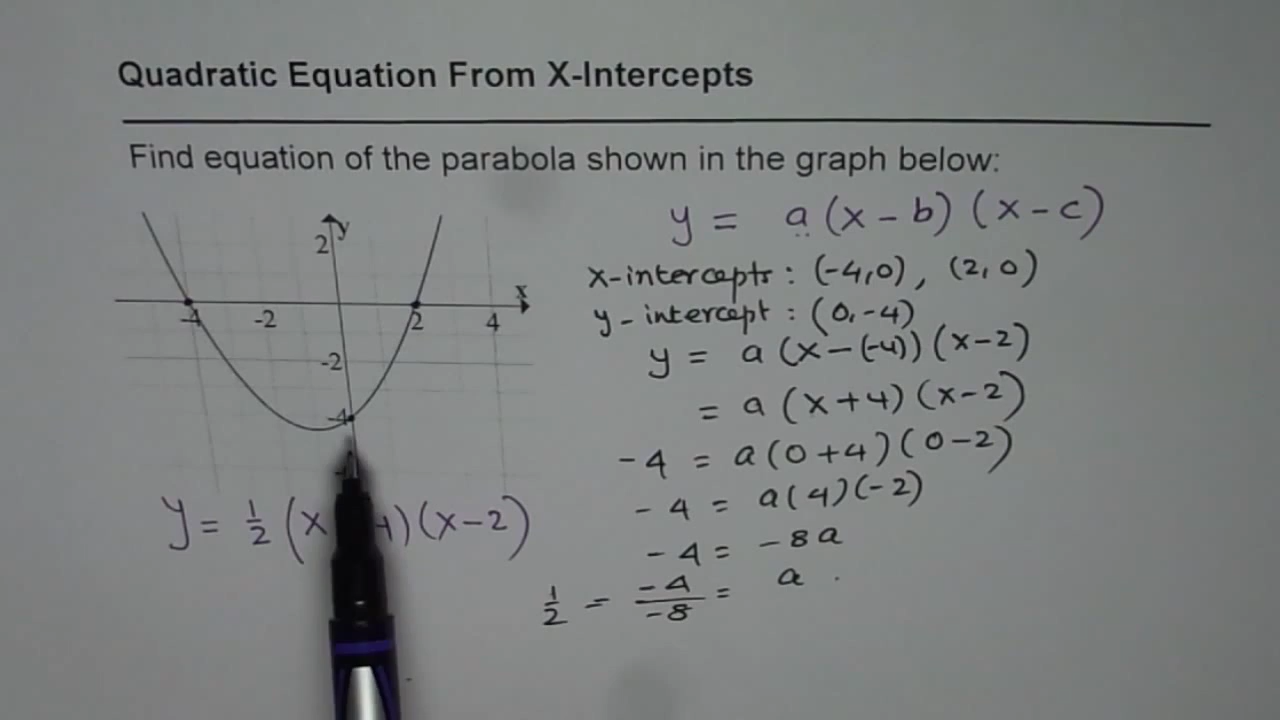 Quadratic Equation From X-Intercepts
Find equation of the parabola shown in the graph below:
y = a (x – b) (x – c)
x-intercepts : (-4,0) , (2,0)
y-intercept : (0,-4)
y = a (x – (-4)) (x – 2)
= a (x + 4) (x – 2)
-4 = a (0 + 4) (0 – 2)
-4 = a (4) (-2)
-4 = -8a
1/2 = -4/-8 = a
y
2
x
-4 -2 2 4
-2
-4
y = 1/2 (x 4) (x – 2)